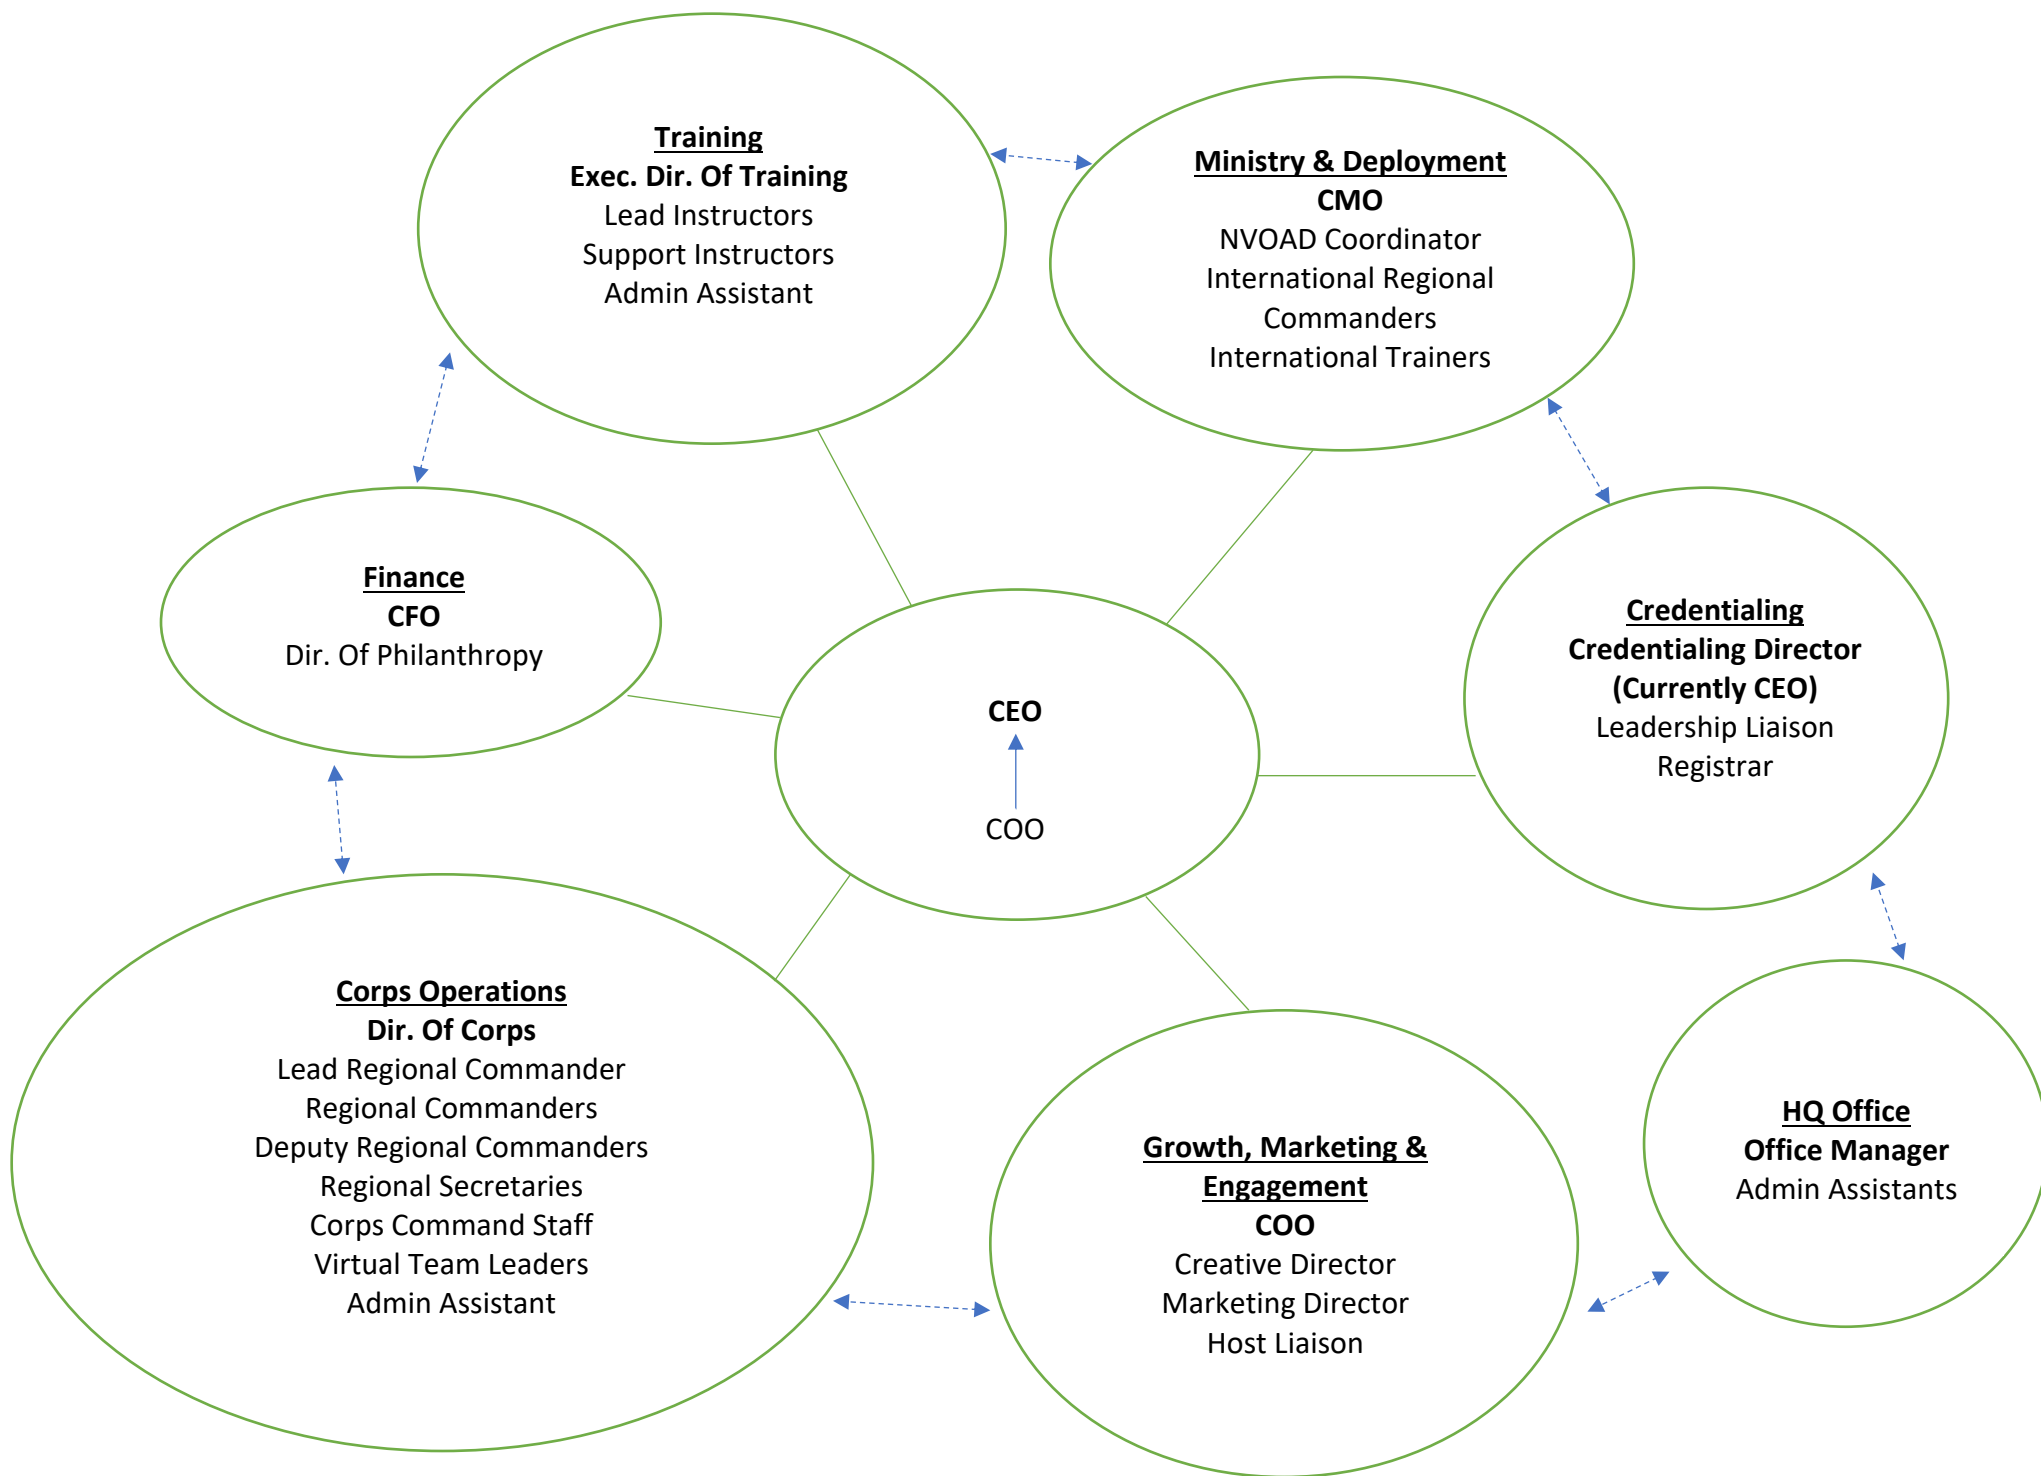 Training
Exec. Dir. Of Training
Lead Instructors
Support Instructors
Admin Assistant
Ministry & Deployment
CMO
NVOAD Coordinator
International Regional
Commanders
International Trainers
Finance
CFO
Dir. Of Philanthropy
CEO
COO
Credentialing
Credentialing Director
(Currently CEO)
Leadership Liaison
Registrar
Corps Operations
Dir. Of Corps
Lead Regional Commander
Regional Commanders
Deputy Regional Commanders
Regional Secretaries
Corps Command Staff
Virtual Team Leaders
Admin Assistant
Growth, Marketing &
Engagement
COO
Creative Director
Marketing Director
Host Liaison
HQ Office
Office Manager
Admin Assistants